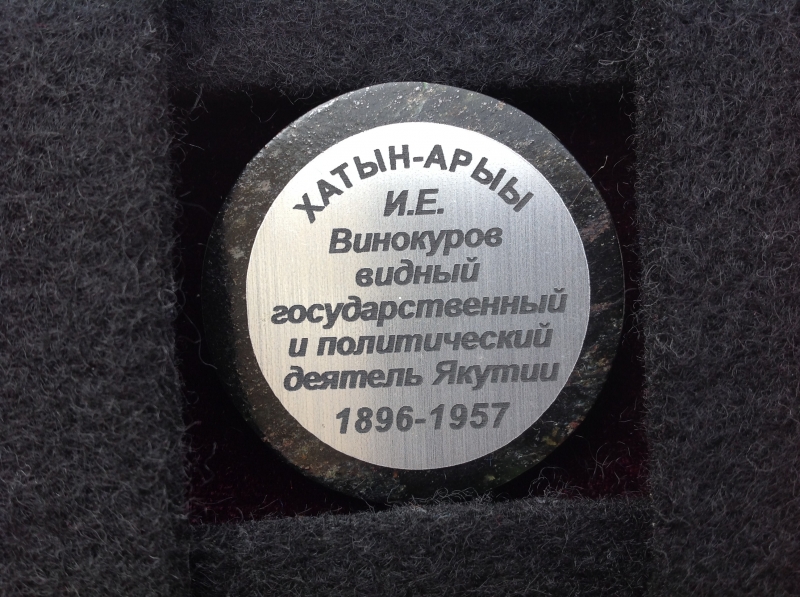 ХАТЫН-АРЫЫ
И.Е.
Винокуров
видный
государственный
и политический
деятель Якутии
1896-1957